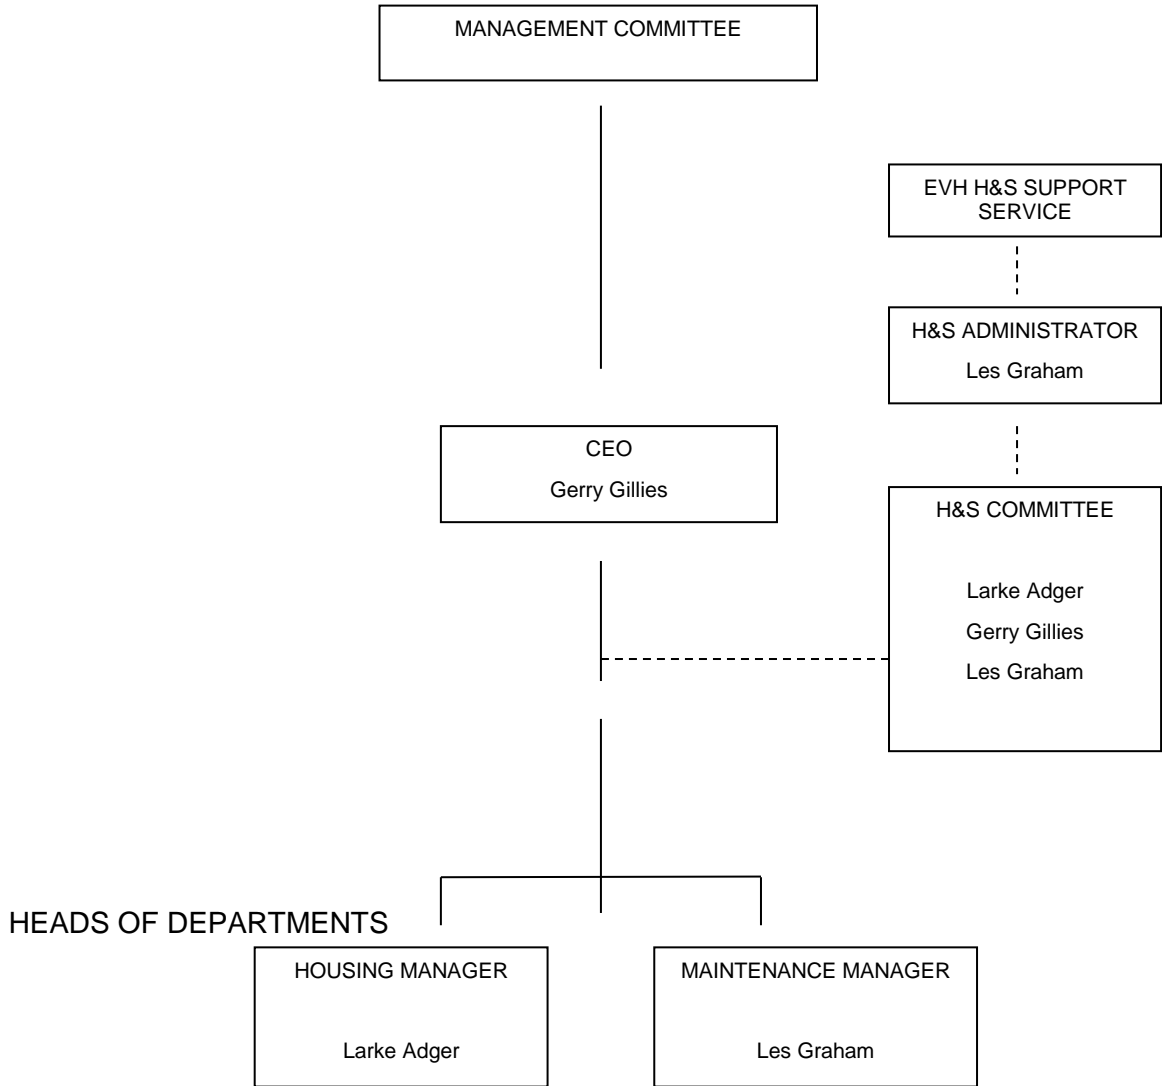 MANAGEMENT COMMITTEE
EVH H&S SUPPORT
SERVICE
H&S ADMINISTRATOR
Les Graham
CEO
Gerry Gillies
H&S COMMITTEE
Larke Adger
Gerry Gillies
Les Graham
HEADS OF DEPARTMENTS
HOUSING MANAGER
Larke Adger
MAINTENANCE MANAGER
Les Graham